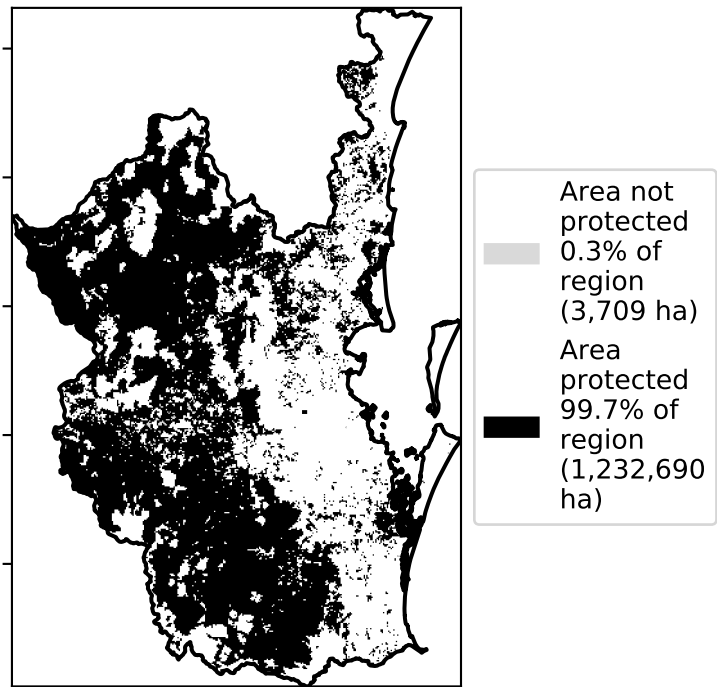 Area not
protected
0.3% of
region
(3,709 ha)
Area
protected
99.7% of
region
(1,232,690
ha)